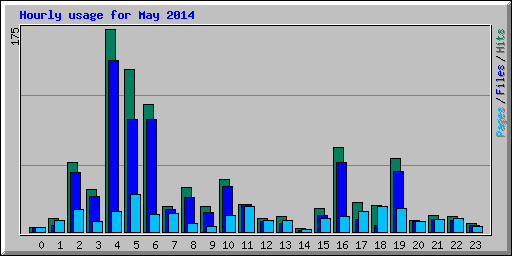 Hourly usage for May 2014
175
Pages/Files/Hits
0 1 2 3 4 5 6 7 8 9 10 11 12 13 14 15 16 17 18 19 20 21 22 23